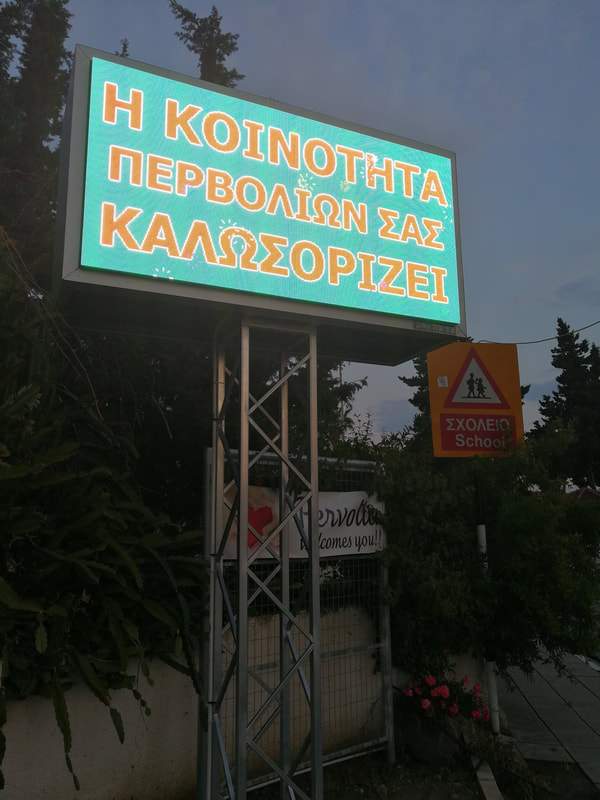 Η ΚΟΙΝΟΤΗΤΑ
ΠΕΡΒΟΛΙΩΝ ΣΑΣ
ΚΑΛΩΣΟΡΙΖΕΙ
ΣΧΟΛΕΙΟ
School
welcomes you!!